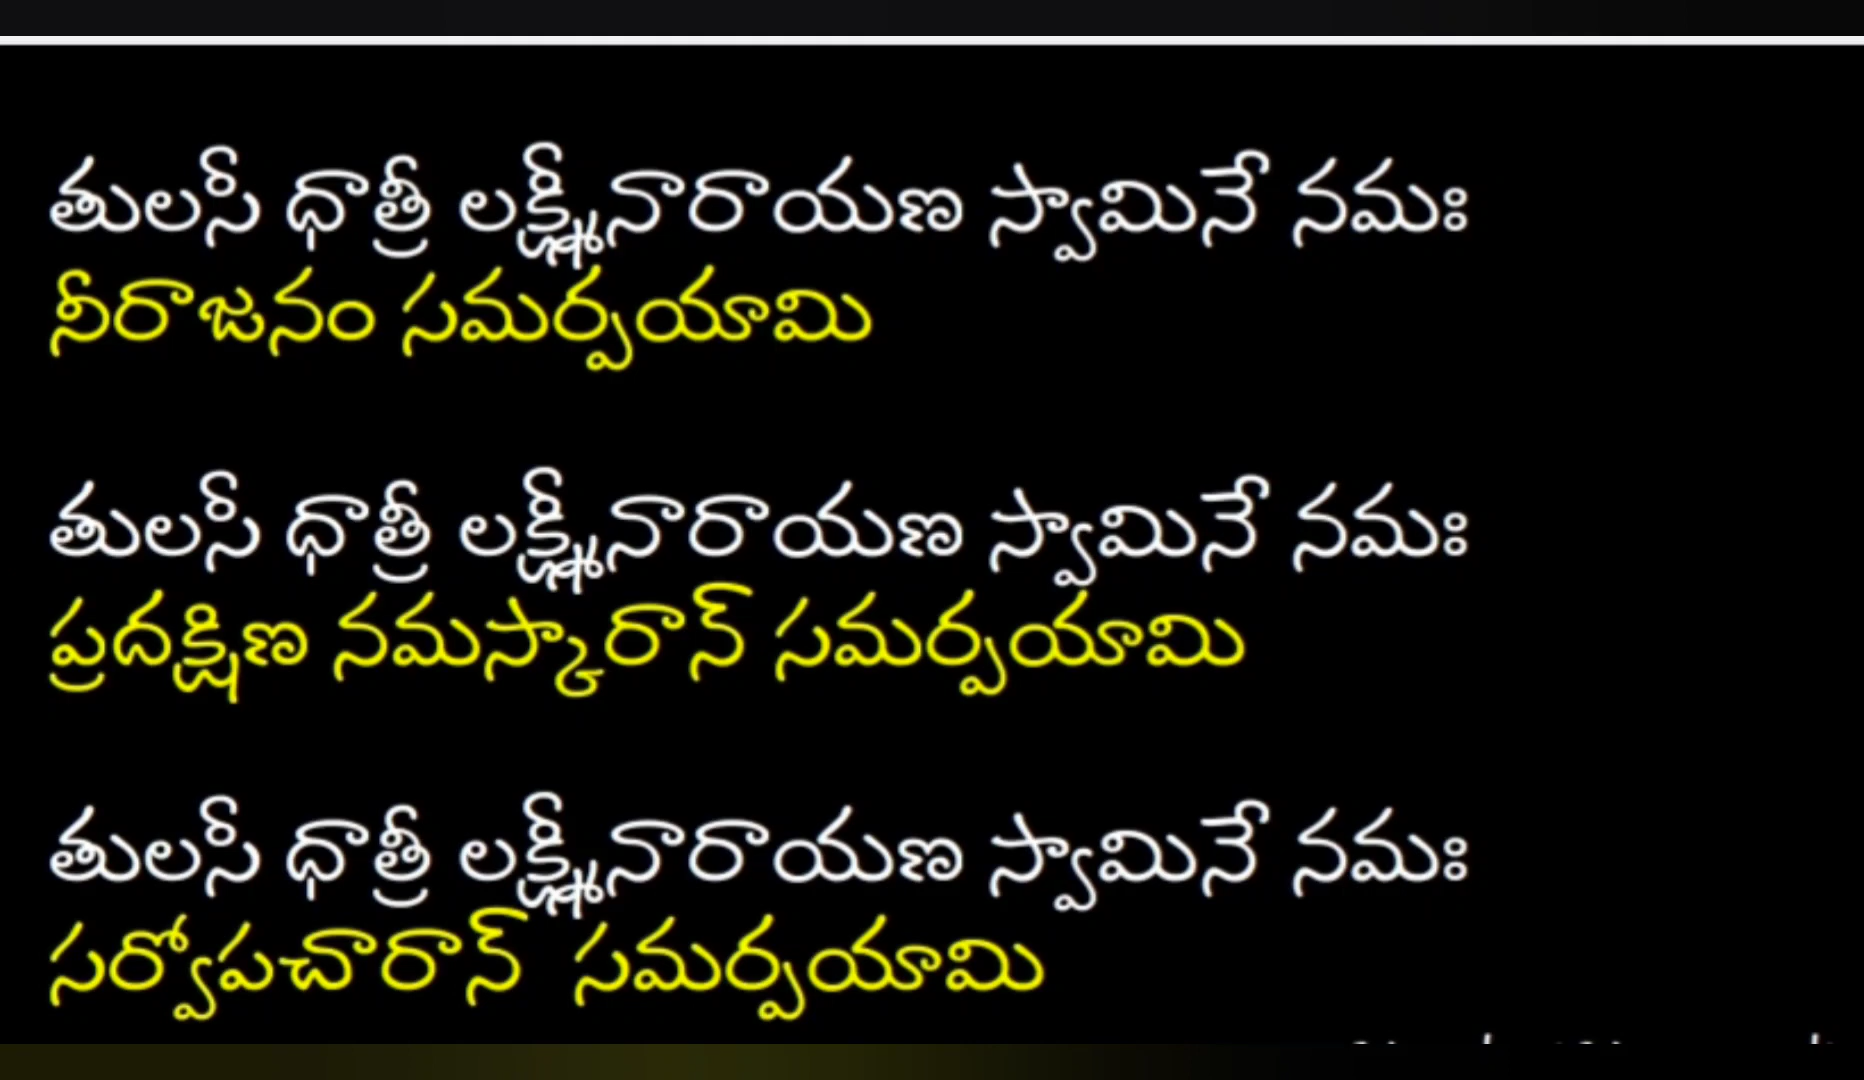 తులసీ ధాత్రీ లక్ష్మీనారాయణ స్వామినే నమః
నీరాజనం సమర్పయామి
తులసీ ధాత్రీ లక్ష్మీనారాయణ స్వామినే నమః
ప్రదక్షిణ నమస్కారాన్ సమర్పయామి
తులసీ ధాత్రీ లక్ష్మీనారాయణ స్వామినే నమః
సర్వోపచారాన్ సమర్పయామి